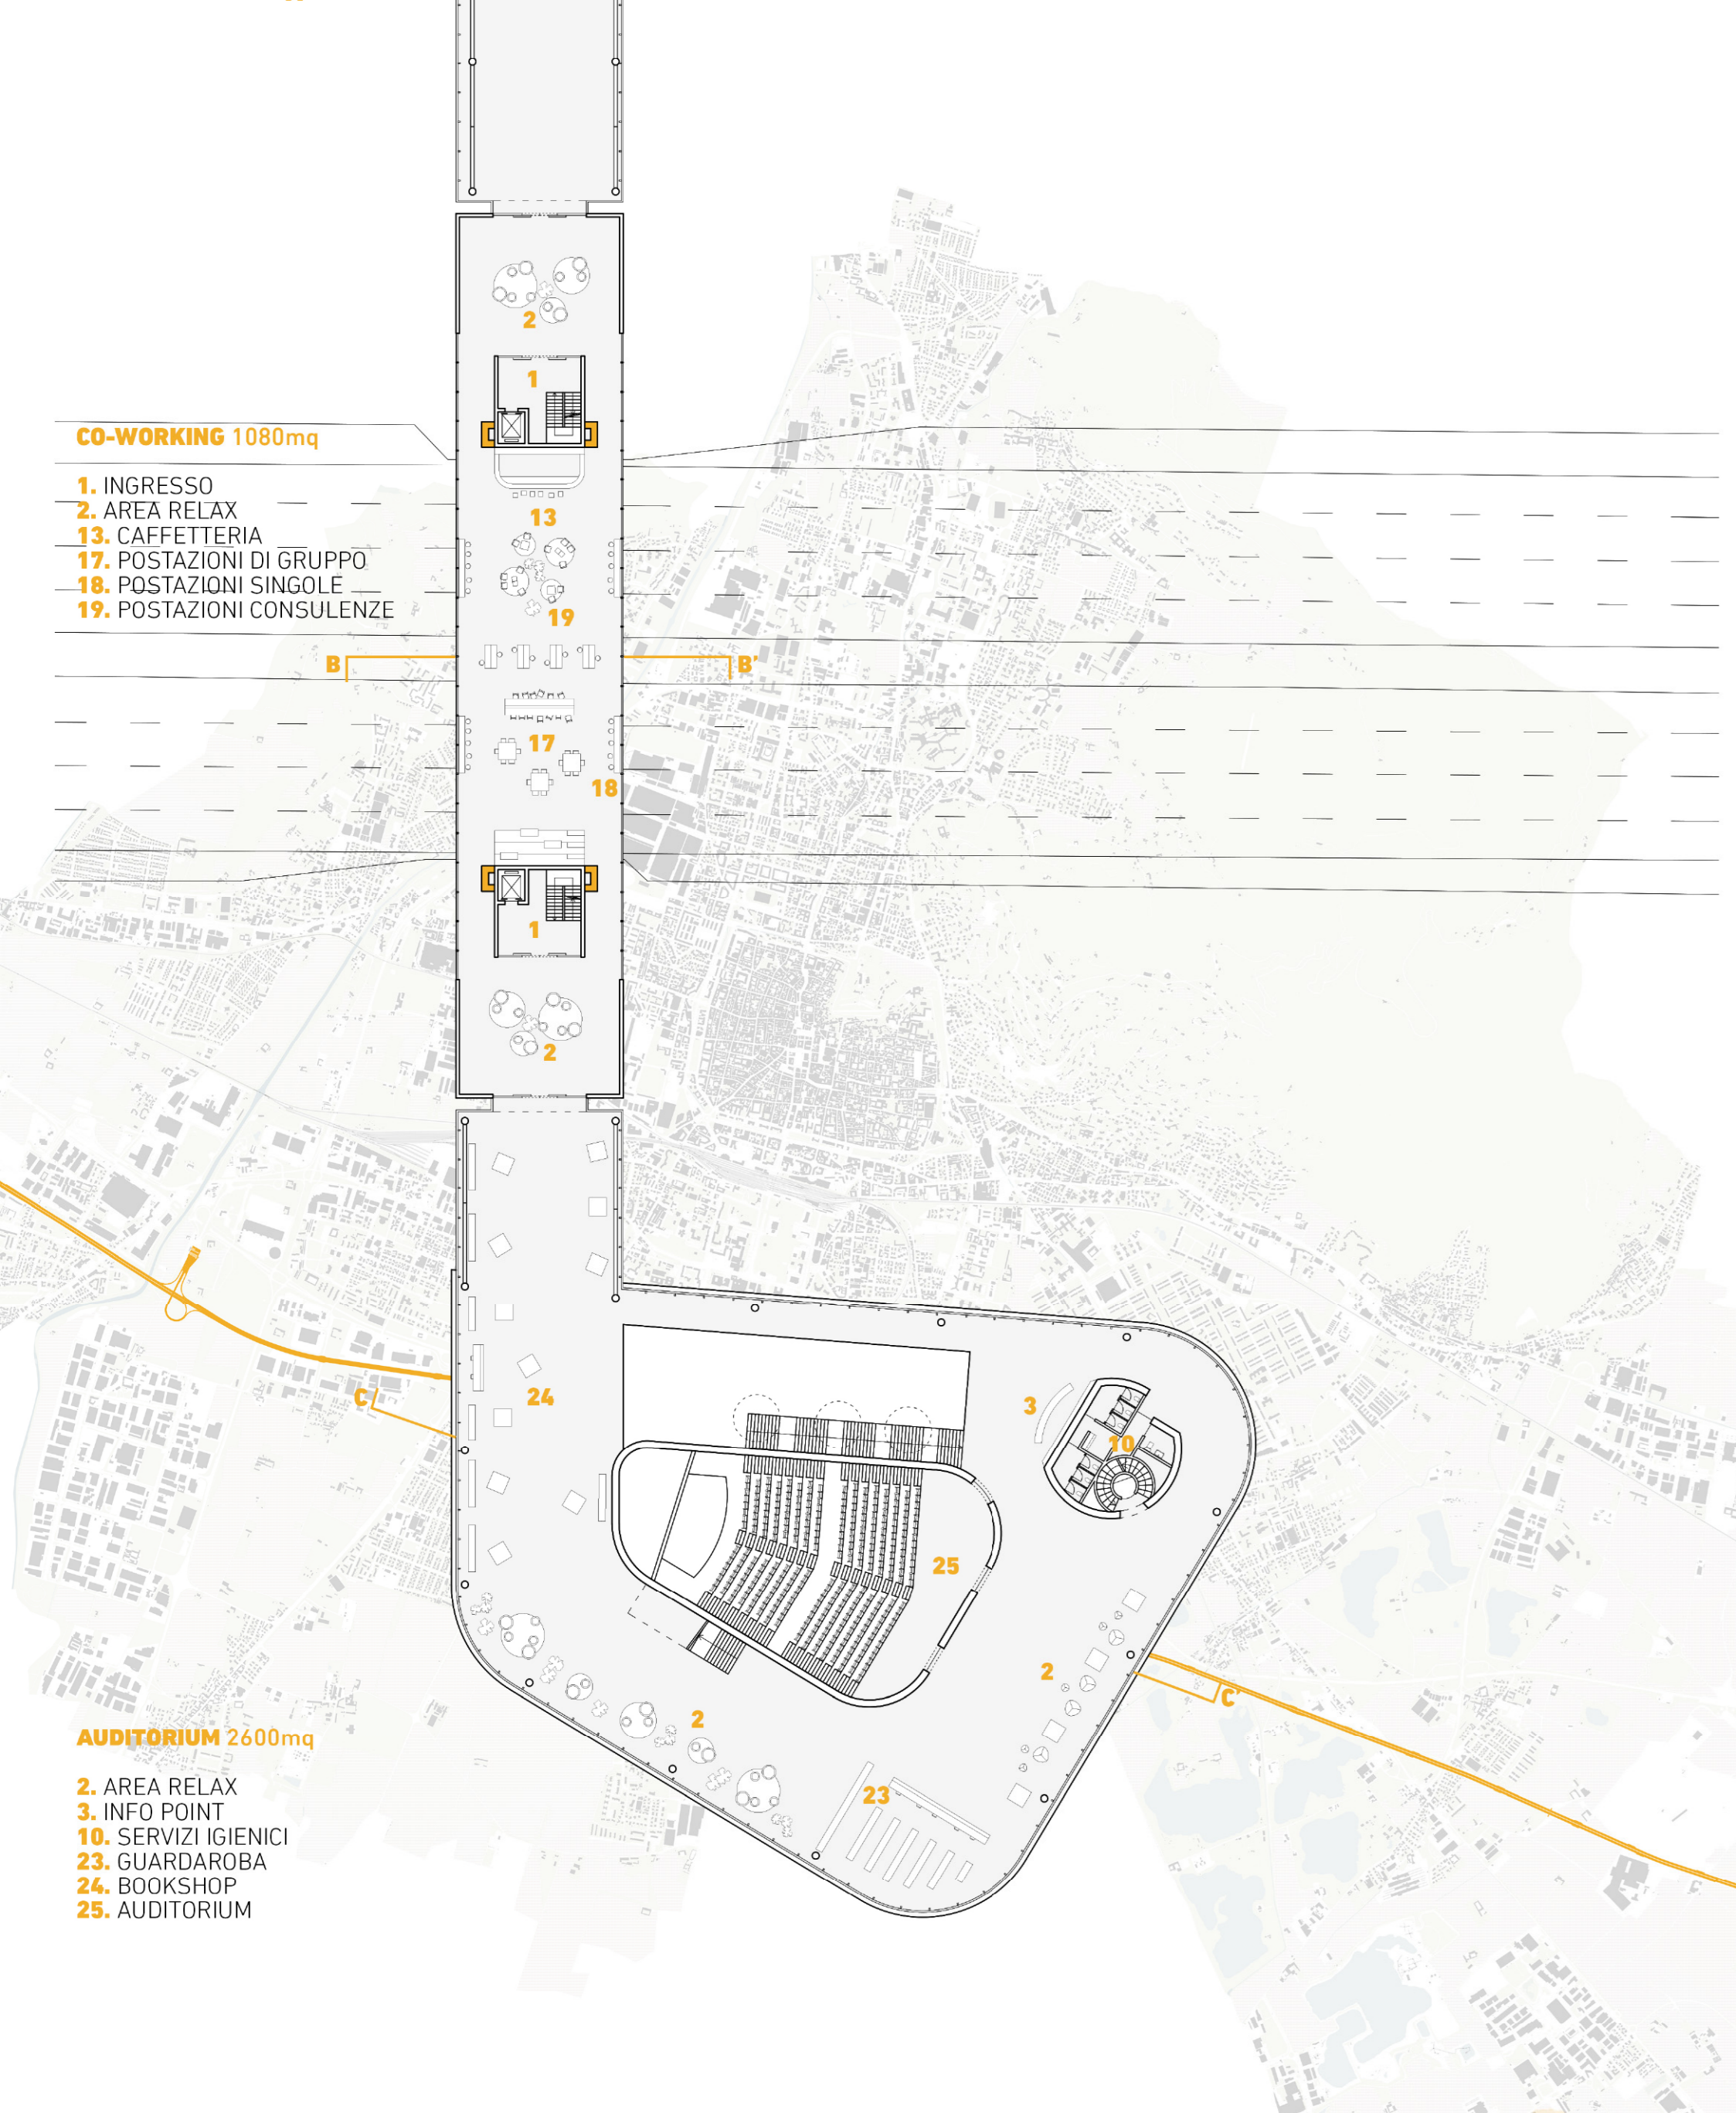 2
1
CO-WORKING 1080mq
1. INGRESSO
2. AREA RELAX
13. CAFFETTERIA
17. POSTAZIONI DI GRUPPO
18. POSTAZIONI SINGOLE
19. POSTAZIONI CONSULENZE
13
19
B
B'
17
18
1
2
C
24
3
10
25
2
C'
2
23
AUDITORIUM 2600mq
2. AREA RELAX
3. INFO POINT
10. SERVIZI IGIENICI
23. GUARDAROBA
24. BOOKSHOP
25. AUDITORIUM